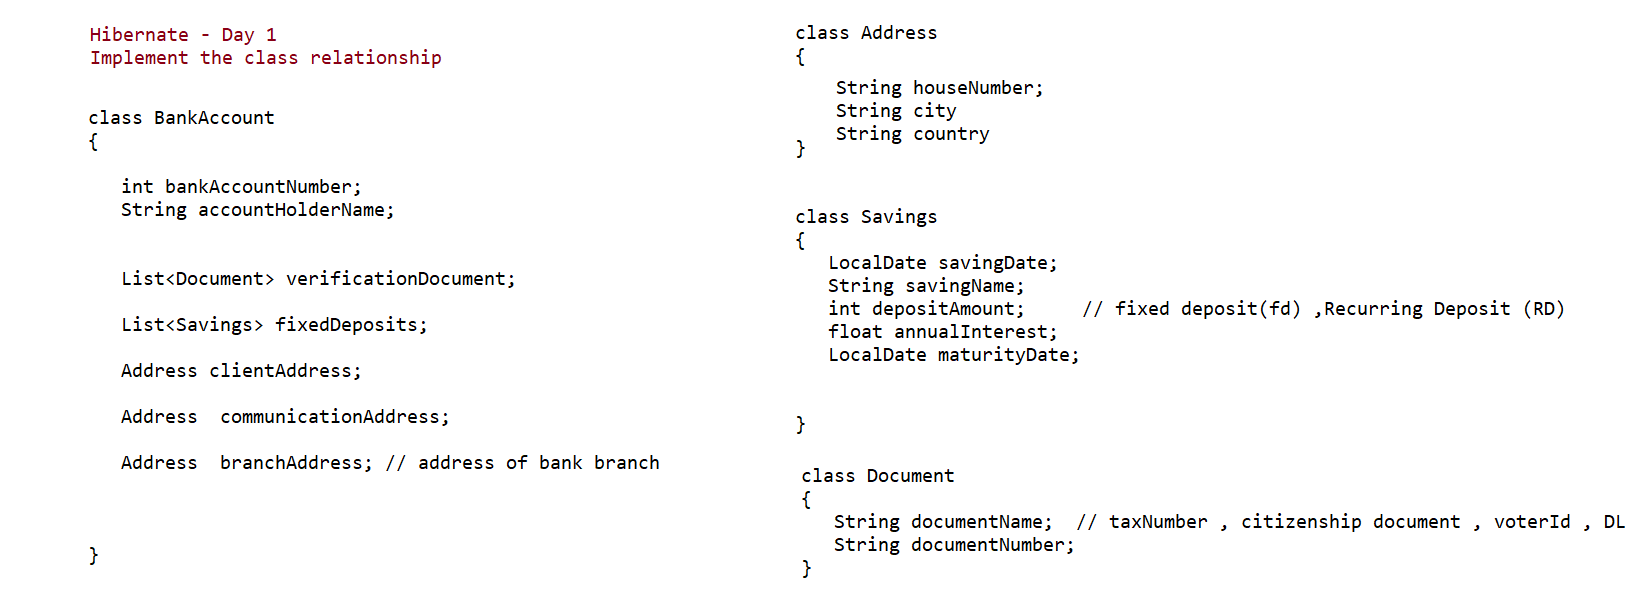 Hibernate - Day 1
Implement the class relationship
class BankAccount
{
int bankAccountNumber;
String accountHolderName;
List<Document> verificationDocument;
List<Savings> fixedDeposits;
Address clientAddress;
Address  communicationAddress;
Address  branchAddress; // address of bank branch
}
class Address
{
String houseNumber;
String city
String country
}
class Savings
{
LocalDate savingDate;
String savingName;
int depositAmount;     // fixed deposit(fd) ,Recurring Deposit (RD)
float annualInterest;
LocalDate maturityDate;
}
class Document
{
String documentName;  // taxNumber , citizenship document , voterId , DL
String documentNumber;
}